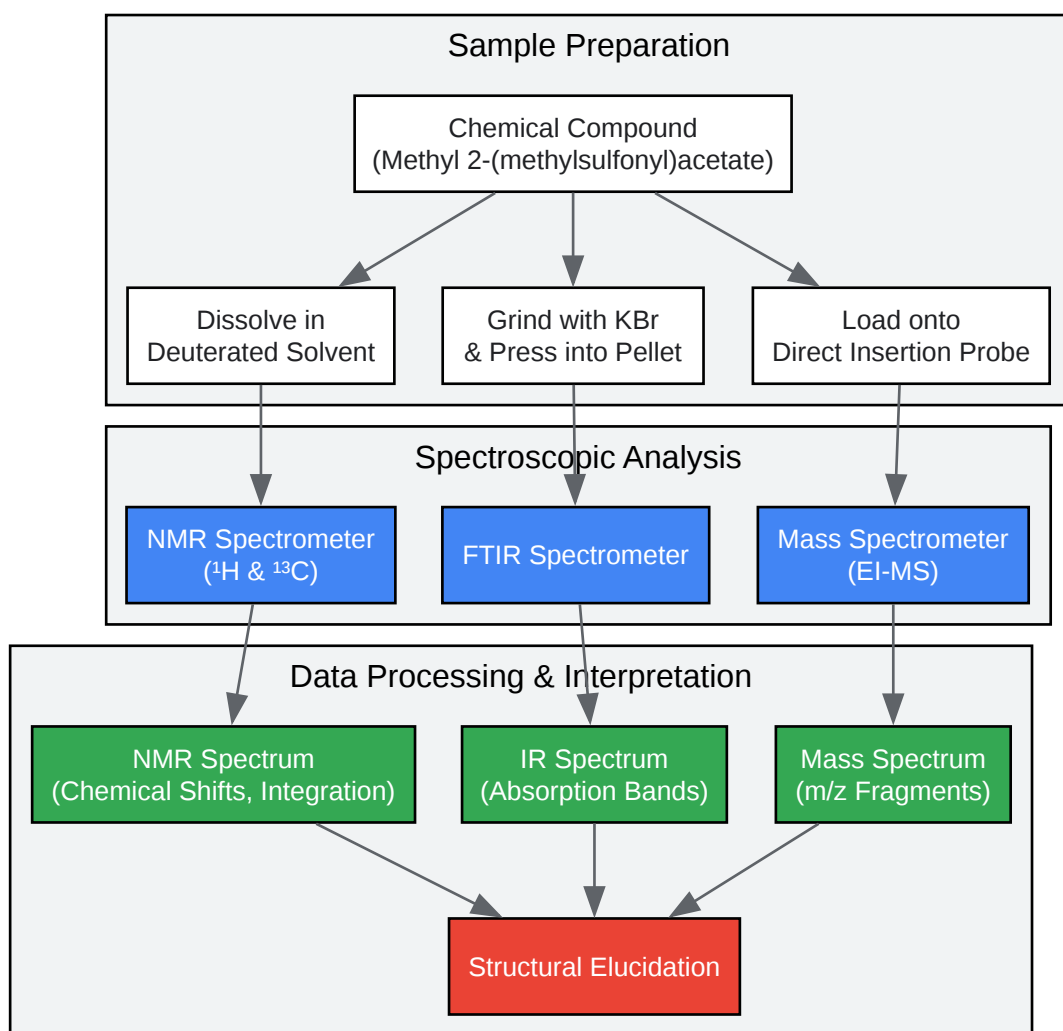 Sample Preparation
Chemical Compound
(Methyl 2-(methylsulfonyl)acetate)
Dissolve in
Deuterated Solvent
Grind with KBr
& Press into Pellet
Load onto
Direct Insertion Probe
Spectroscopic Analysis
NMR Spectrometer
(¹H & ¹³C)
FTIR Spectrometer
Mass Spectrometer
(EI-MS)
Data Processing & Interpretation
NMR Spectrum
(Chemical Shifts, Integration)
IR Spectrum
(Absorption Bands)
Mass Spectrum
(m/z Fragments)
Structural Elucidation